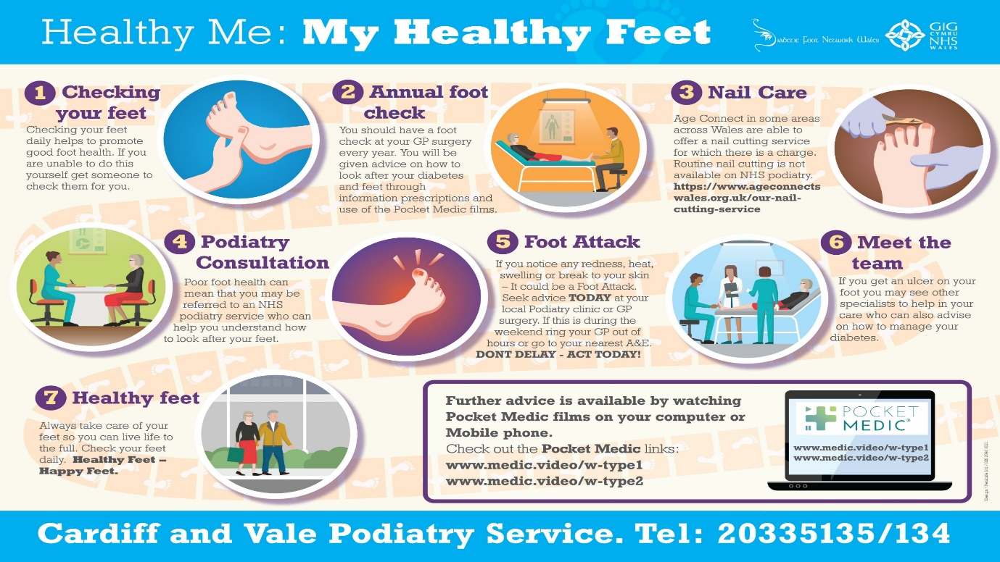 Healthy Me: My Healthy Feet
Diabetic Foot Network Wales
GIG
CYMRU
NHS
WALES
1 Checking
your feet
Checking your feet
daily helps to promote
good foot health. If you
are unable to do this
yourself get someone to
check them for you.
2 Annual foot
check
You should have a foot
check at your GP surgery
every year. You will be
given advice on how to
look after your diabetes
and feet through
information prescriptions and
use of the Pocket Medic films.
3 Nail Care
Age Connect in some areas
across Wales are able to
offer a nail cutting service
for which there is a charge.
Routine nail cutting is not
available on NHS podiatry.
https://www.ageconnects
wales.org.uk/our-nail-
cutting-service
4 Podiatry
Consultation
Poor foot health can
mean that you may be
referred to an NHS
podiatry service who can
help you understand how
to look after your feet.
5 Foot Attack
If you notice any redness, heat,
swelling or break to your skin
– It could be a Foot Attack.
Seek advice TODAY at your
local Podiatry clinic or GP
surgery. If this is during the
weekend ring your GP out of
hours or go to your nearest A&E.
DONT DELAY - ACT TODAY!
6 Meet the
team
If you get an ulcer on your
foot you may see other
specialists to help in your
care who can also advise
on how to manage your
diabetes.
7 Healthy feet
Always take care of your
feet so you can live life to
the full. Check your feet
daily. Healthy Feet –
Happy Feet.
Further advice is available by watching
Pocket Medic films on your computer or
Mobile phone.
Check out the Pocket Medic links:
www.medic.video/w-type1
www.medic.video/w-type2
POCKET
MEDIC®
www.medic.video/w-type1
www.medic.video/w-type2
Cardiff and Vale Podiatry Service. Tel: 20335135/134